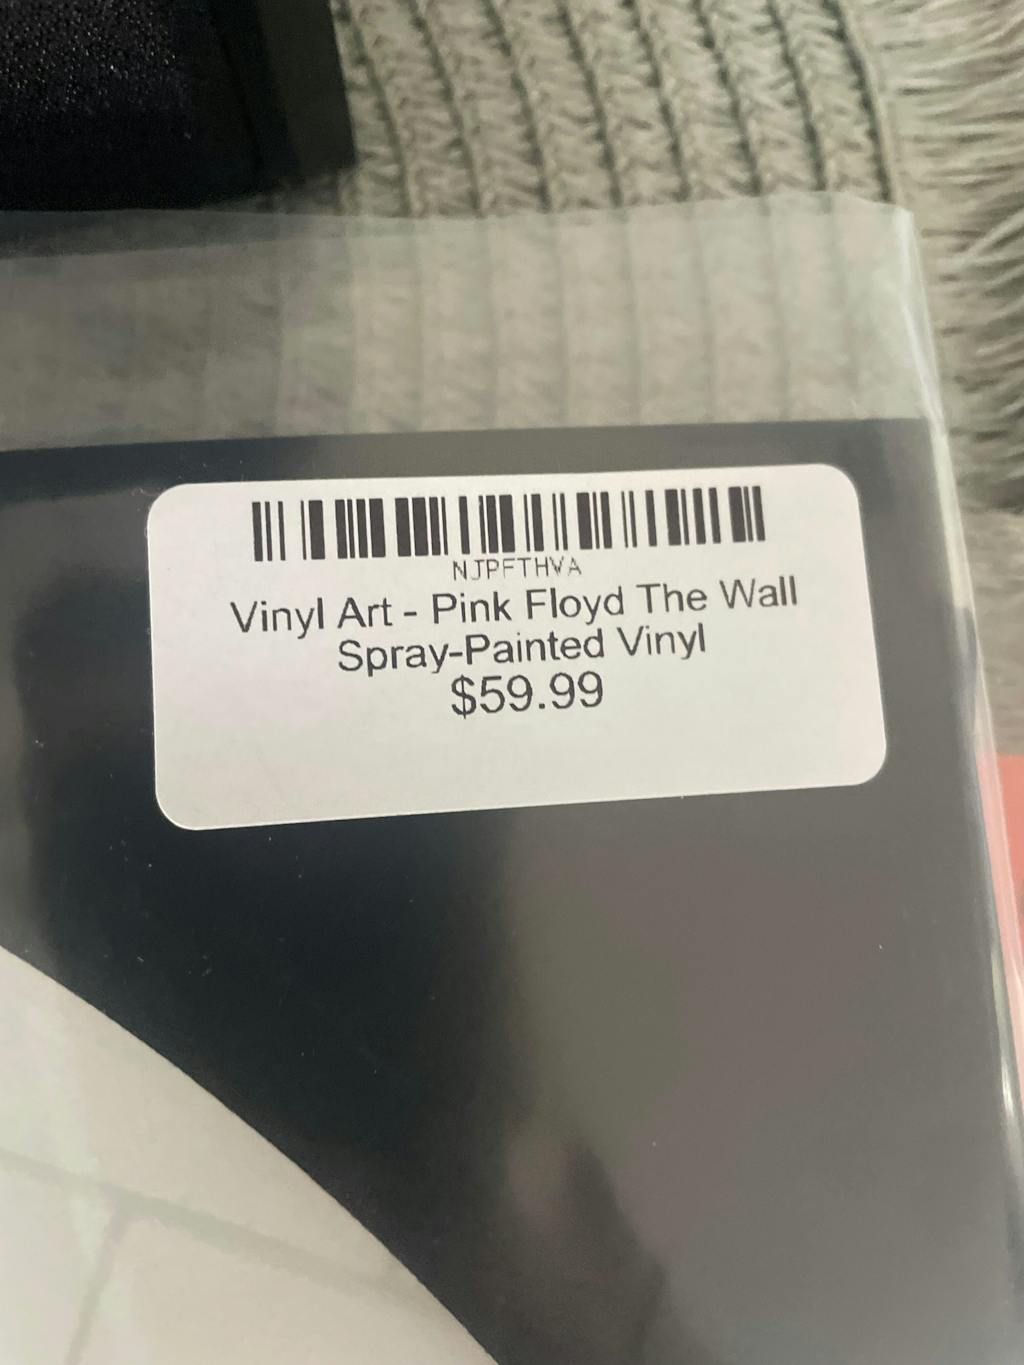 NJPFTHVA
Vinyl Art - Pink Floyd The Wall
Spray-Painted Vinyl
$59.99